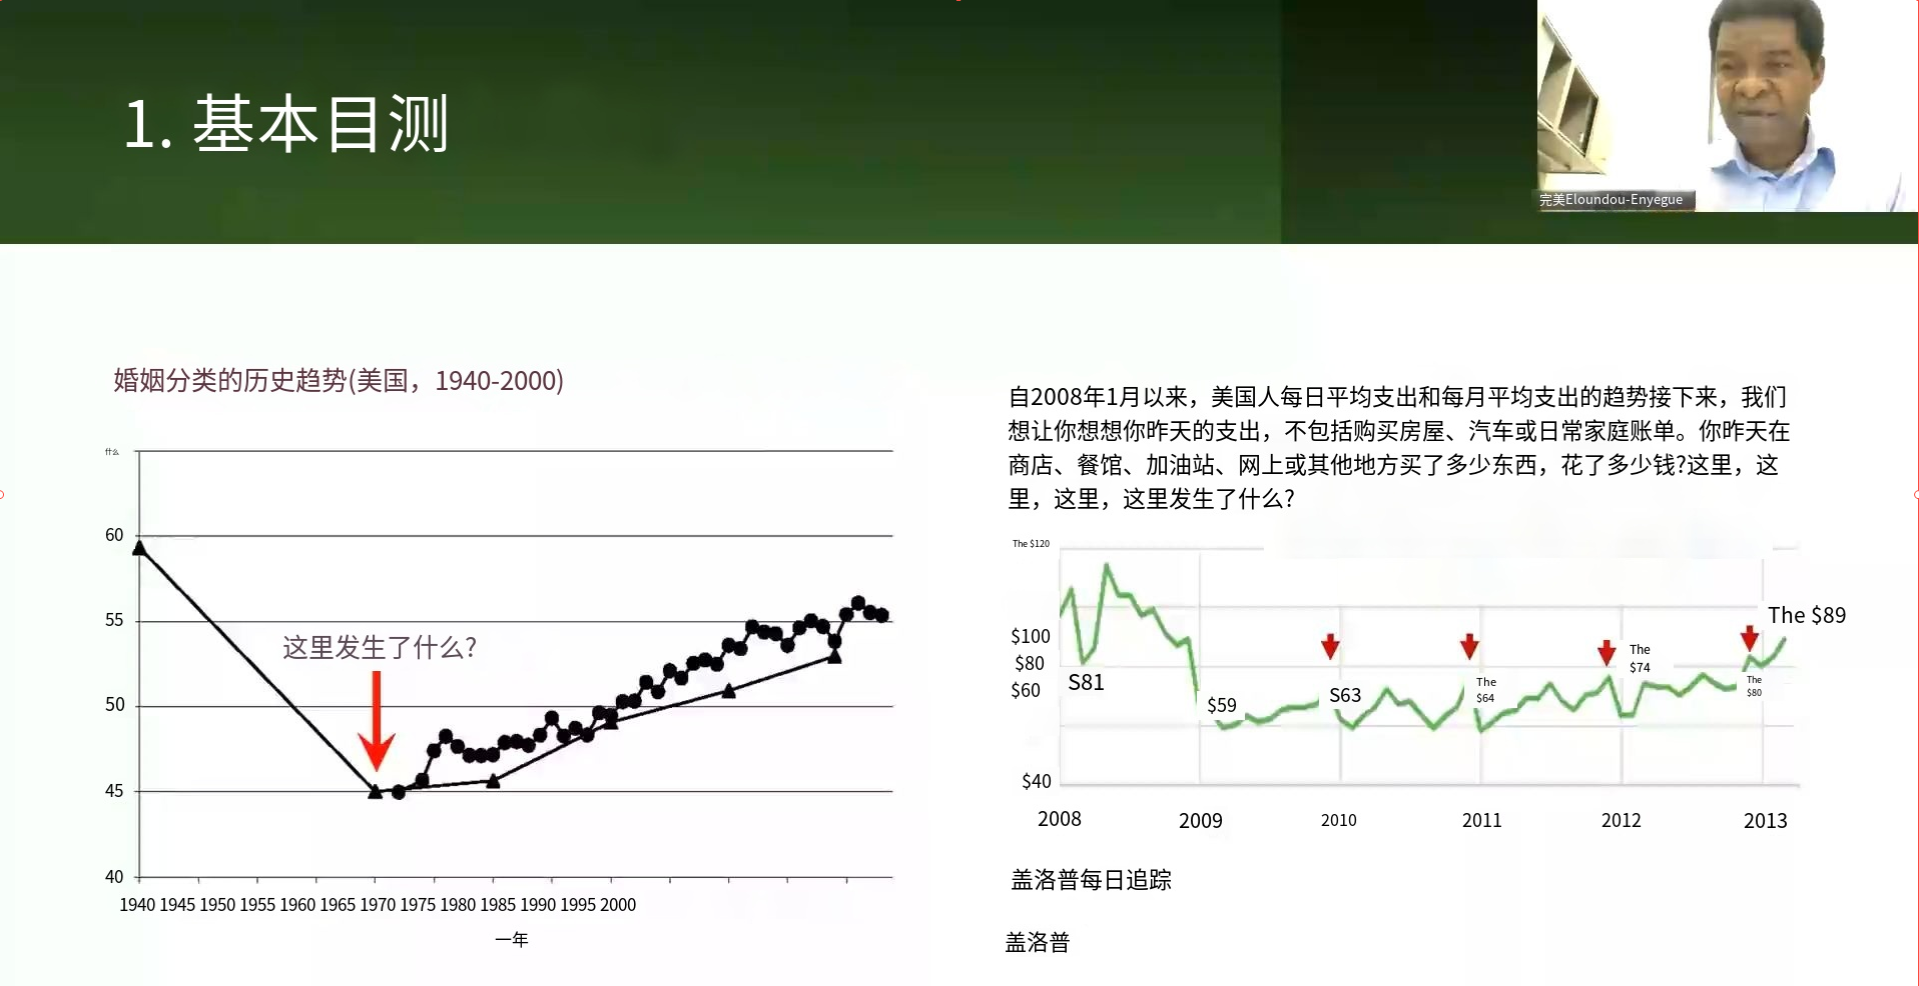 1. 基本目测
完美Eloundou-Enyegue
婚姻分类的历史趋势(美国，1940-2000)
什么
60
55
50
45
40
这里发生了什么?
1940 1945 1950 1955 1960 1965 1970 1975 1980 1985 1990 1995 2000
一年
自2008年1月以来，美国人每日平均支出和每月平均支出的趋势接下来，我们
想让你想想你昨天的支出，不包括购买房屋、汽车或日常家庭账单。你昨天在
商店、餐馆、加油站、网上或其他地方买了多少东西，花了多少钱?这里，这
里，这里，这里发生了什么?
The $120
$100
$80
$60
$40
S81
$59
S63
The
$64
The
$74
The
$80
The $89
2008 2009 2010 2011 2012 2013
盖洛普每日追踪
盖洛普